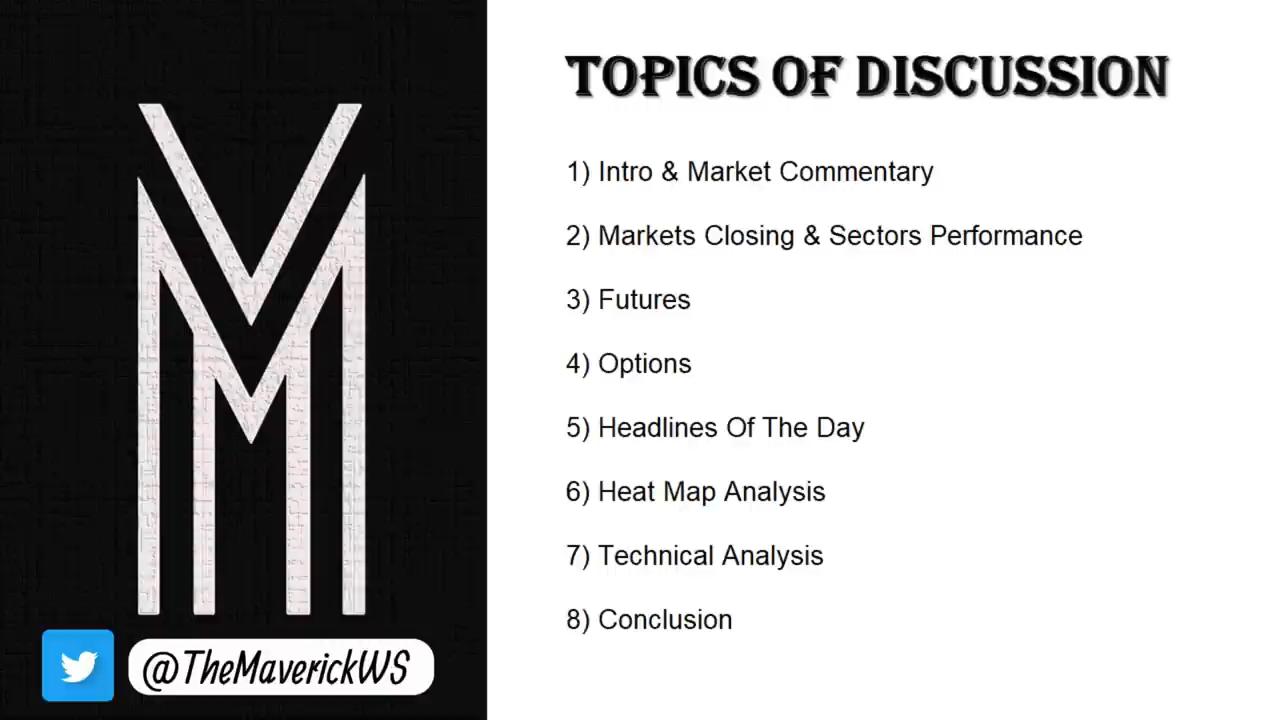 TOPICS OF DISCUSSION
1) Intro & Market Commentary
2) Markets Closing & Sectors Performance
3) Futures
4) Options
5) Headlines Of The Day
6) Heat Map Analysis
7) Technical Analysis
8) Conclusion
@TheMaverickWS